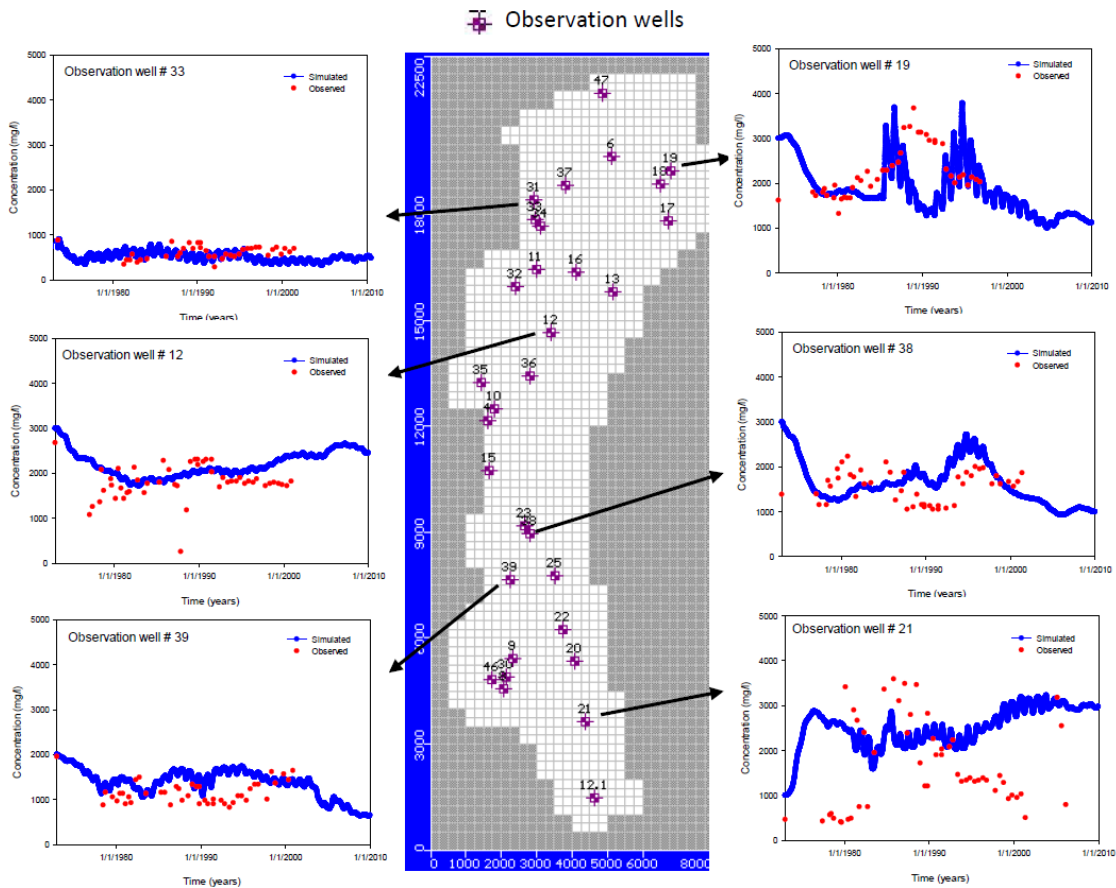 Observation wells
Observation well # 33
Simulated
Observed
5000
4000
3000
2000
1000
0
Concentration (mg/l)
1/1/1980
1/1/1990
1/1/2000
1/1/2010
Time (years)
Observation well # 12
Simulated
Observed
5000
4000
3000
2000
1000
0
Concentration (mg/l)
1/1/1980
1/1/1990
1/1/2000
1/1/2010
Time (years)
Observation well # 39
Simulated
Observed
5000
4000
3000
2000
1000
0
Concentration (mg/l)
1/1/1980
1/1/1990
1/1/2000
1/1/2010
Time (years)
22500
18000
15000
12000
9000
6000
3000
0
47
6
19
37
31
17
11
16
32
13
12
36
35
10
15
23
39
25
22
9
20
46
21
12.1
0 1000 2000 3000 4000 5000 6000 8000
Observation well # 19
Simulated
Observed
5000
4000
3000
2000
1000
0
Concentration (mg/l)
1/1/1980
1/1/1990
1/1/2000
1/1/2010
Time (years)
Observation well # 38
Simulated
Observed
5000
4000
3000
2000
1000
0
Concentration (mg/l)
1/1/1980
1/1/1990
1/1/2000
1/1/2010
Time (years)
Observation well # 21
Simulated
Observed
5000
4000
3000
2000
1000
0
Concentration (mg/l)
1/1/1980
1/1/1990
1/1/2000
1/1/2010
Time (years)